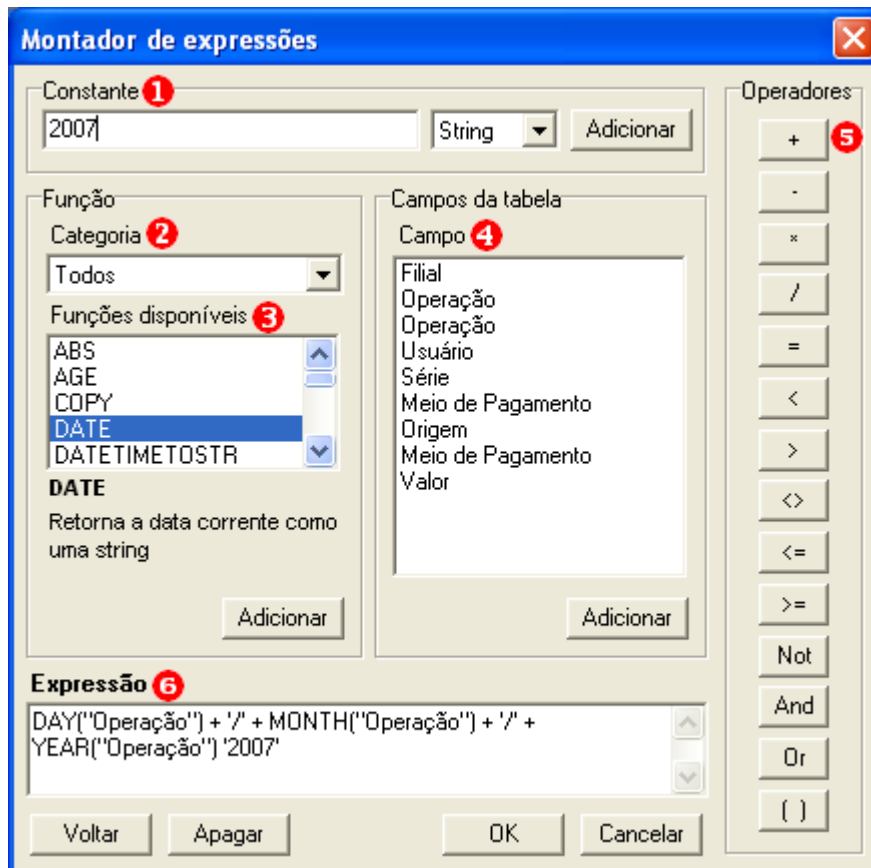 Montador de expressões
Constante 1
2007
String
Adicionar
Função
Categoria 2
Todos
Funções disponíveis 3
ABS
AGE
COPY
DATE
DATETIMETOSTR
DATE
Retorna a data corrente como
uma string
Adicionar
Campos da tabela
Campo 4
Filial
Operação
Operação
Usuário
Série
Meio de Pagamento
Origem
Meio de Pagamento
Valor
Adicionar
Operadores
+ 5
-
*
/
=
<
>
<>
<=
>=
Not
And
Or
( )
Expressão 6
DAY("Operação") + '/' + MONTH("Operação") + '/' +
YEAR("Operação") '2007'
Voltar
Apagar
OK
Cancelar